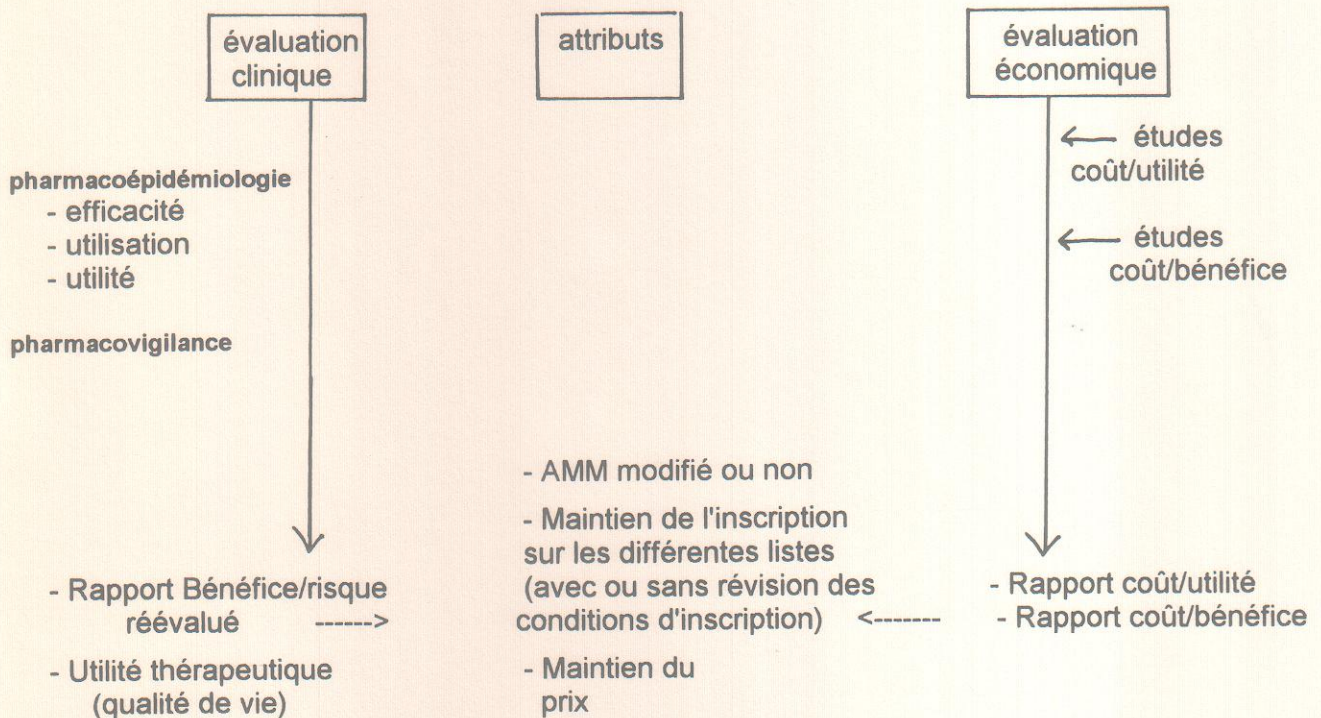 évaluation
clinique
attributs
évaluation
économique
pharmacoépidémiologie
- efficacité
- utilisation
- utilité
pharmacovigilance
<— études
coût/utilité
<— études
coût/bénéfice
- Rapport Bénéfice/risque
réévalué ------>
- Utilité thérapeutique
(qualité de vie)
- AMM modifié ou non
- Maintien de l'inscription
sur les différentes listes
(avec ou sans révision des
conditions d'inscription) <-------
- Maintien du
prix
- Rapport coût/utilité
- Rapport coût/bénéfice